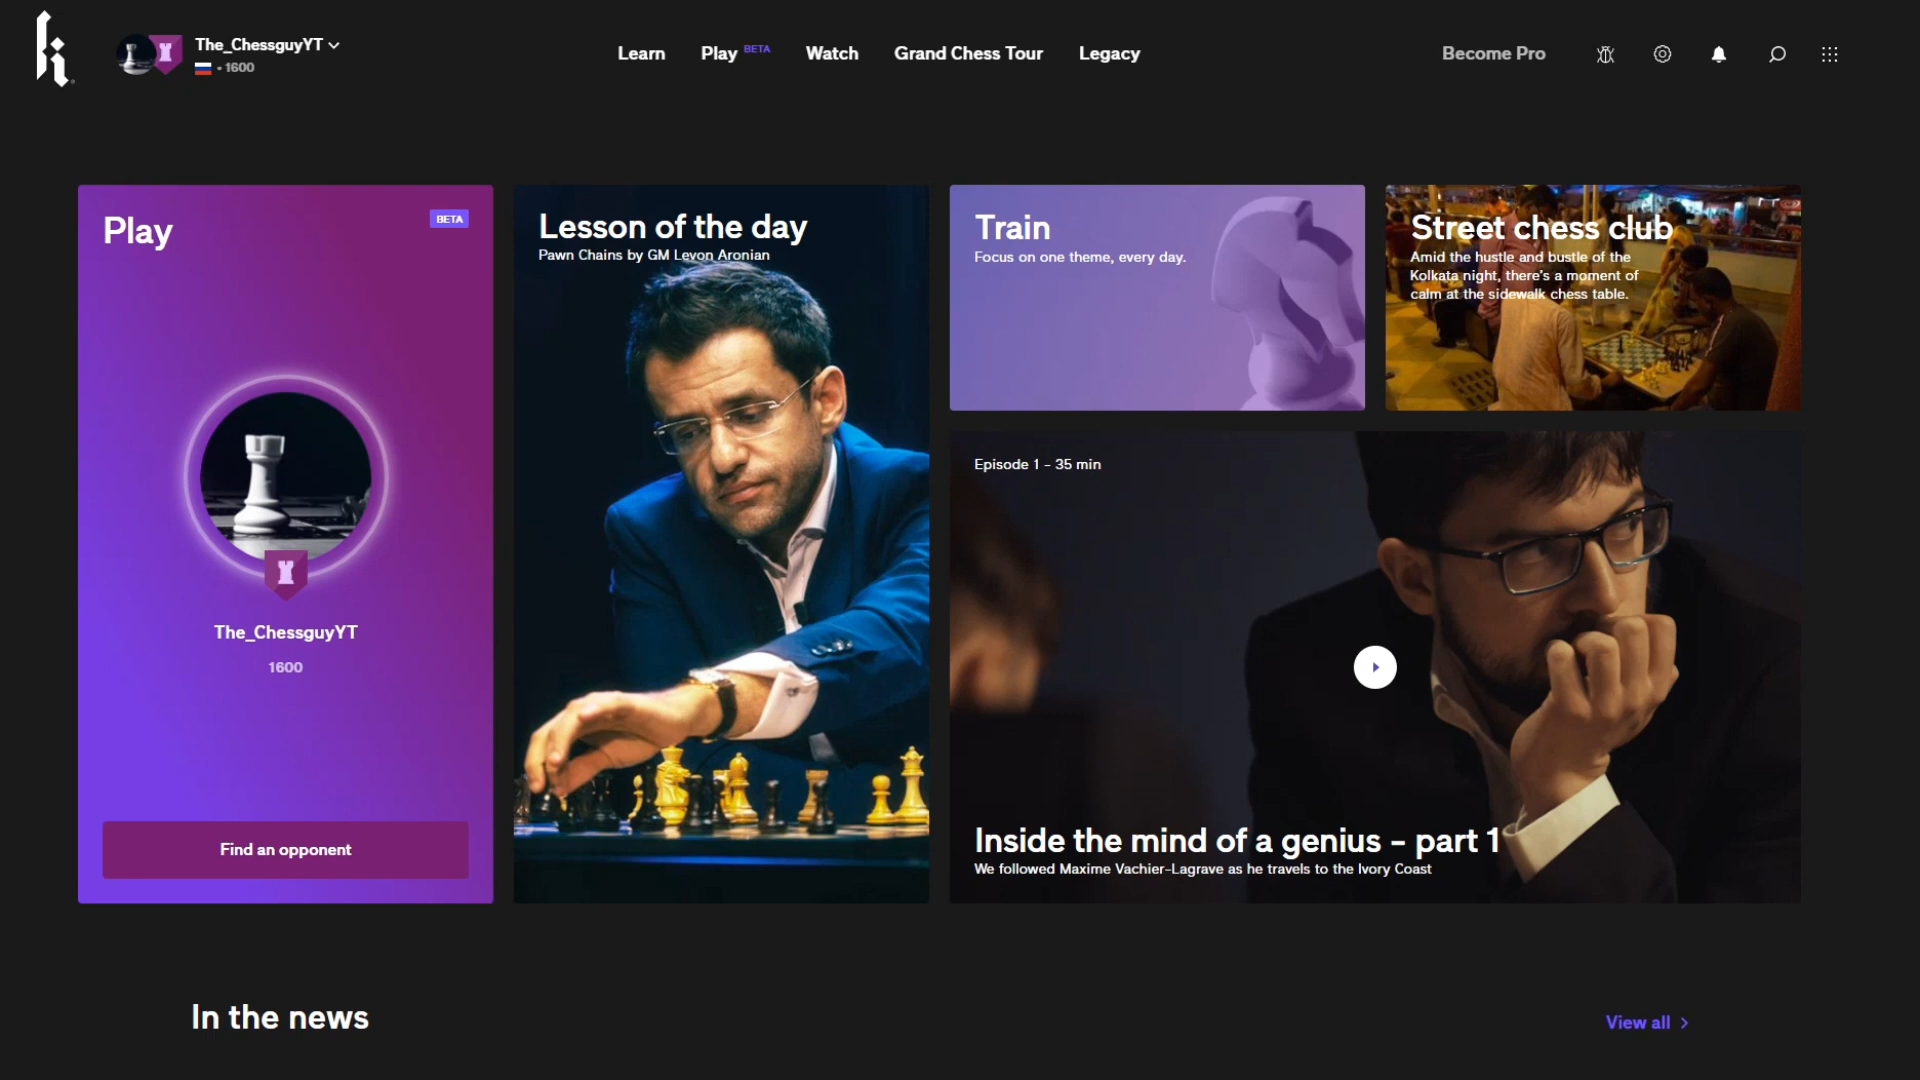 The_ChessguyYT
• 1600
Learn
Play BETA
Watch
Grand Chess Tour
Legacy
Become Pro
Play
BETA
The_ChessguyYT
1600
Find an opponent
Lesson of the day
Pawn Chains by GM Levon Aronian
Train
Focus on one theme, every day.
Street chess club
Amid the hustle and bustle of the
Kolkata night, there's a moment of
calm at the sidewalk chess table.
Episode 1 - 35 min
Inside the mind of a genius – part 1
We followed Maxime Vachier-Lagrave as he travels to the Ivory Coast
In the news
View all